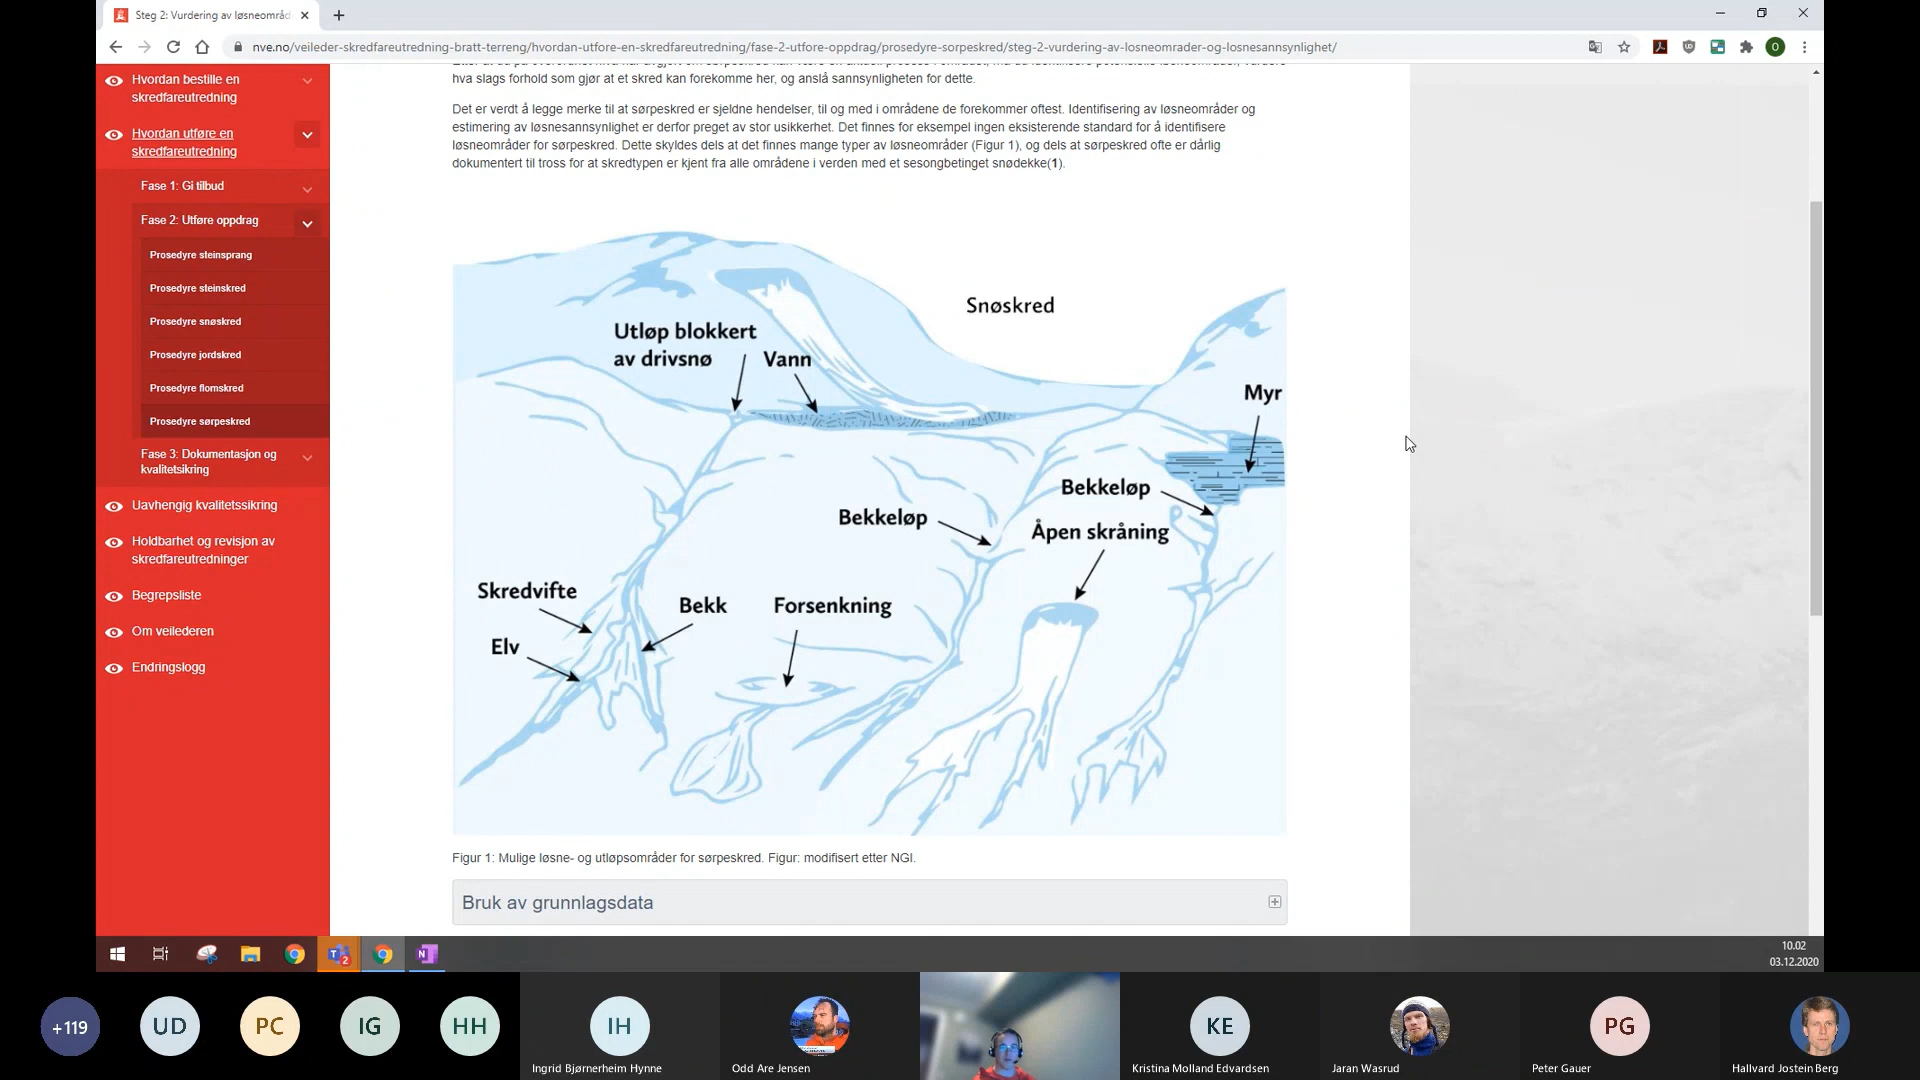 Steg 2: Vurdering av løsneområd
nve.no/veileder-skredfareutredning-bratt-terreng/hvordan-utfore-en-skredfareutredning/fase-2-utfore-oppdrag/prosedyre-sorpeskred/steg-2-vurdering-av-losneomrader-og-losnesannsynlighet/
O
Hvordan bestille en
skredfareutredning
Hvordan utføre en
skredfareutredning
Fase 1: Gi tilbud
Fase 2: Utføre oppdrag
Prosedyre steinsprang
Prosedyre steinskred
Prosedyre snøskred
Prosedyre jordskred
Prosedyre flomskred
Prosedyre sørpeskred
Fase 3: Dokumentasjon og
kvalitetsikring
Uavhengig kvalitetssikring
Holdbarhet og revisjon av
skredfareutredninger
Begrepsliste
Om veilederen
Endringslogg
hva slags forhold som gjør at et skred kan forekomme her, og anslå sannsynligheten for dette.
Det er verdt å legge merke til at sørpeskred er sjeldne hendelser, til og med i områdene de forekommer oftest. Identifisering av løsneområder og
estimering av løsnesannsynlighet er derfor preget av stor usikkerhet. Det finnes for eksempel ingen eksisterende standard for å identifisere
løsneområder for sørpeskred. Dette skyldes dels at det finnes mange typer av løsneområder (Figur 1), og dels at sørpeskred ofte er dårlig
dokumentert til tross for at skredtypen er kjent fra alle områdene i verden med et sesongbetinget snødekke(1).
Snøskred
Utløp blokkert
av drivsnø
Vann
Myr
Bekkeløp
Bekkeløp
Åpen skråning
Skredvifte
Bekk
Forsenkning
Elv
Figur 1: Mulige løsne- og utløpsområder for sørpeskred. Figur: modifisert etter NGI.
Bruk av grunnlagsdata
2
N
10.02
03.12.2020
+119
UD
PC
IG
HH
IH
KE
PG
Ingrid Bjørnerheim Hynne
Odd Are Jensen
Kristina Molland Edvardsen
Jaran Wasrud
Peter Gauer
Hallvard Jostein Berg